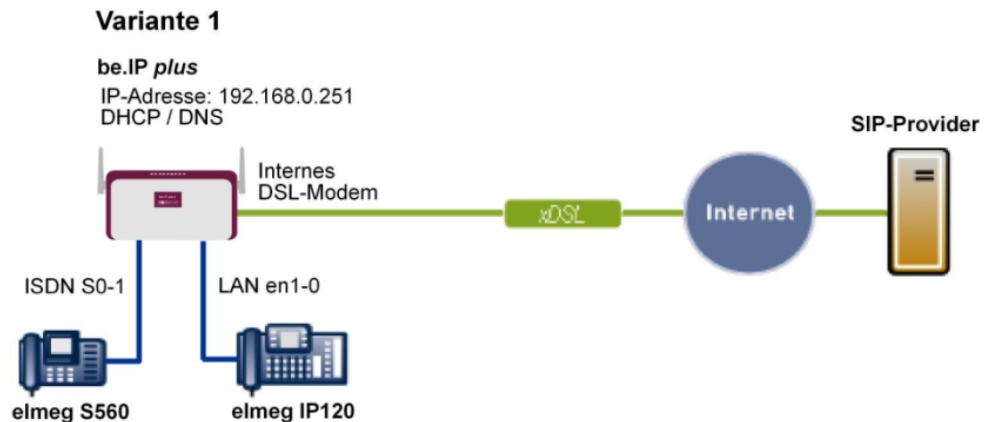 Variante 1
be.IP plus
IP-Adresse: 192.168.0.251
DHCP / DNS
SIP-Provider
Internes
DSL-Modem
xDSL
Internet
ISDN S0-1
LAN en1-0
elmeg S560
elmeg IP120